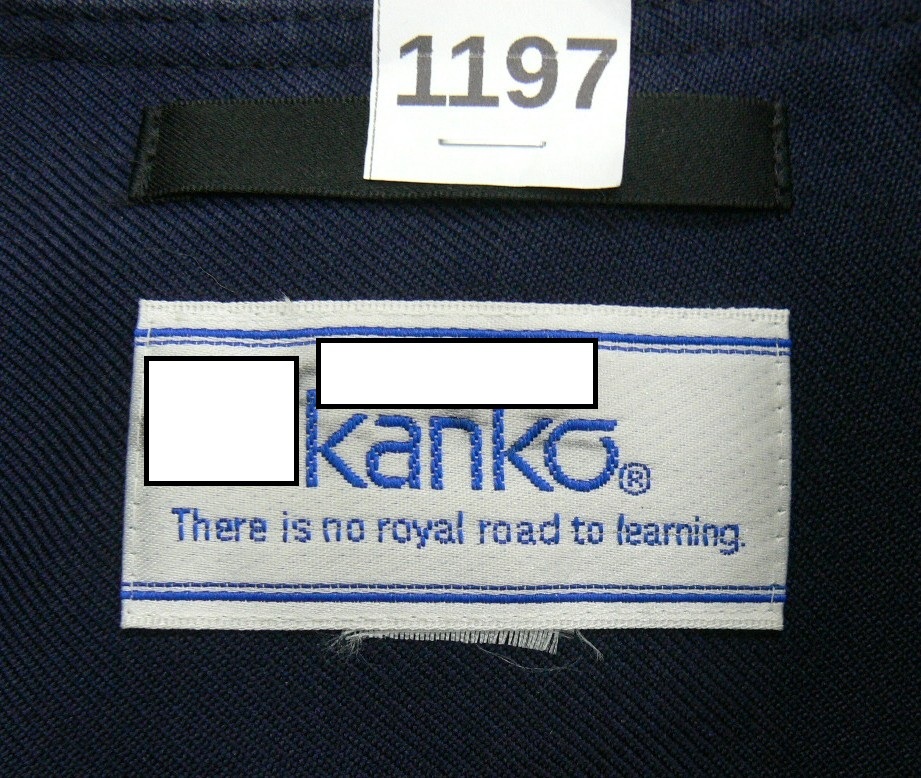 1197
kanko®
There is no royal road to learning.